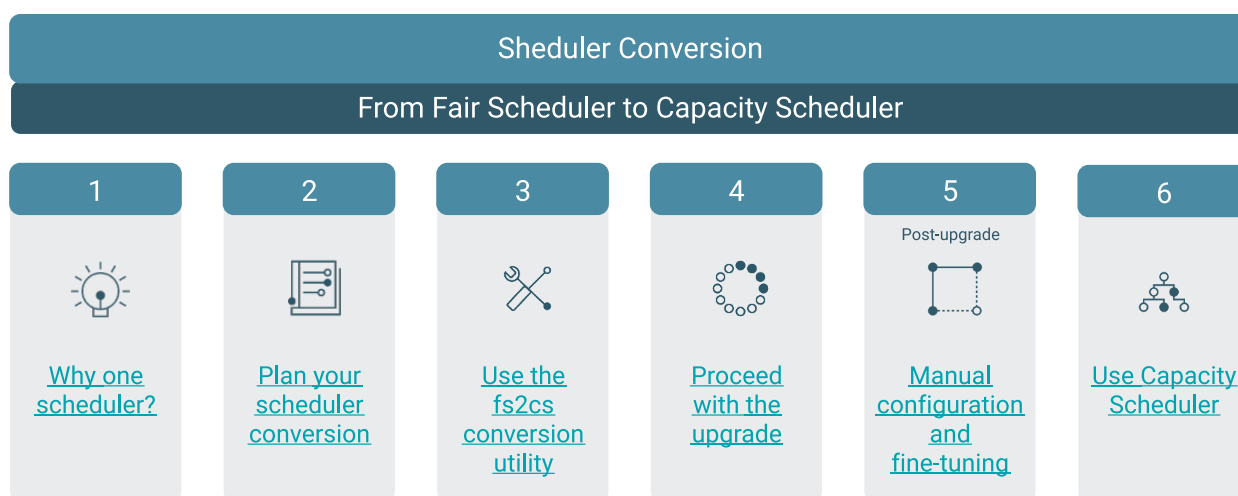 Sheduler Conversion
From Fair Scheduler to Capacity Scheduler
1
2
3
4
5
6
Post-upgrade
Why one
scheduler?
Plan your
scheduler
conversion
Use the
fs2cs
conversion
utility
Proceed
with the
upgrade
Manual
configuration
and
fine-tuning
Use Capacity
Scheduler